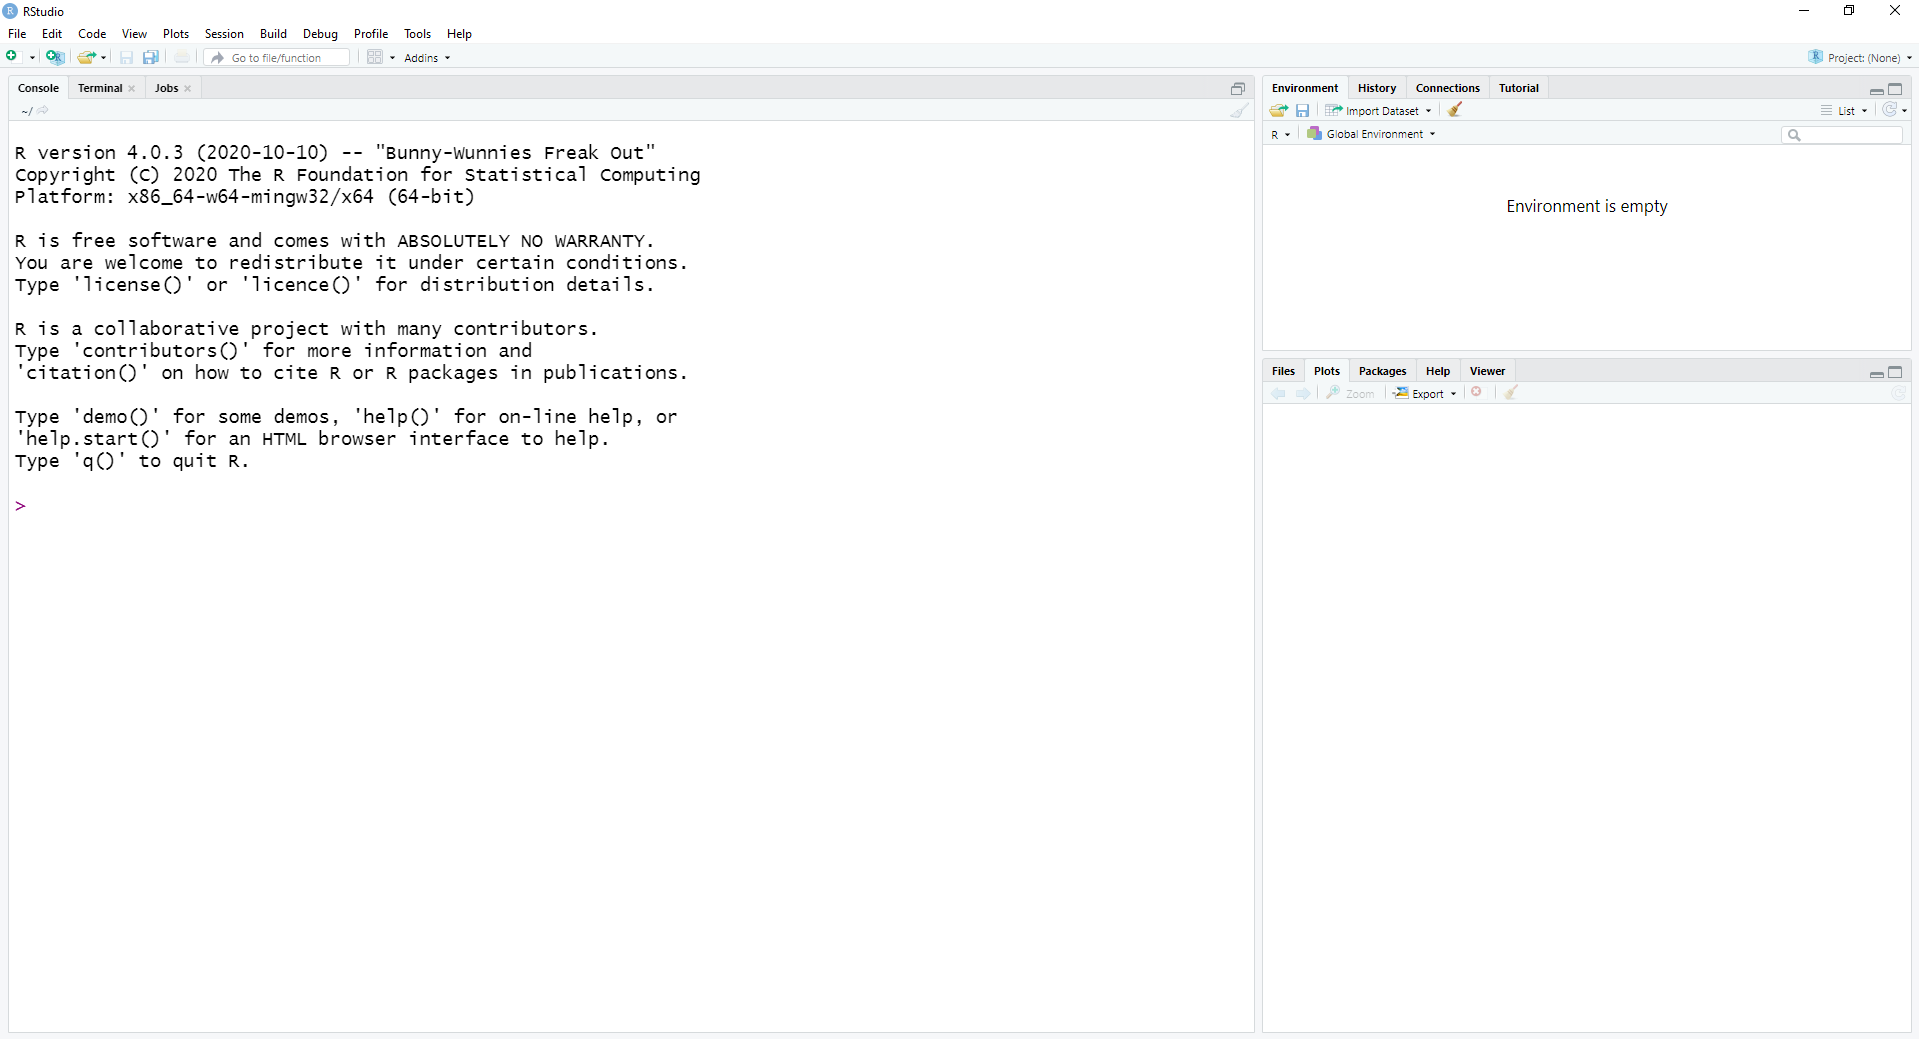 RStudio
File Edit Code View Plots Session Build Debug Profile Tools Help
Go to file/function Addins Project: (None)
Console Terminal Jobs
~/
R version 4.0.3 (2020-10-10) -- "Bunny-Wunnies Freak Out"
Copyright (C) 2020 The R Foundation for Statistical Computing
Platform: x86_64-w64-mingw32/x64 (64-bit)
R is free software and comes with ABSOLUTELY NO WARRANTY.
You are welcome to redistribute it under certain conditions.
Type 'license()' or 'licence()' for distribution details.
R is a collaborative project with many contributors.
Type 'contributors()' for more information and
'citation()' on how to cite R or R packages in publications.
Type 'demo()' for some demos, 'help()' for on-line help, or
'help.start()' for an HTML browser interface to help.
Type 'q()' to quit R.
>
Environment History Connections Tutorial
Import Dataset List
R Global Environment
Environment is empty
Files Plots Packages Help Viewer
Zoom Export